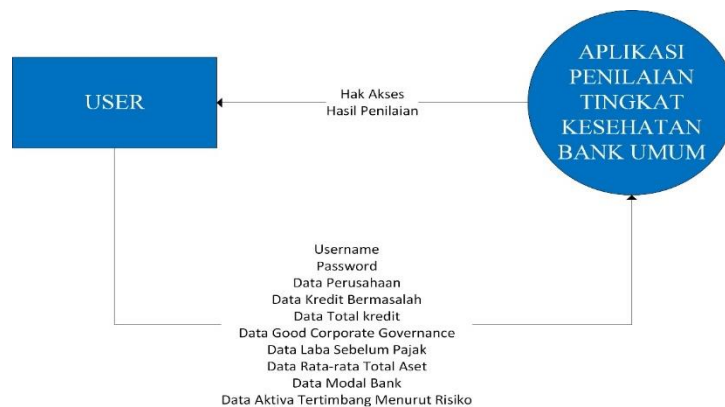 USER
Hak Akses
Hasil Penilaian
APLIKASI
PENILAIAN
TINGKAT
KESEHATAN
BANK UMUM
Username
Password
Data Perusahaan
Data Kredit Bermasalah
Data Total kredit
Data Good Corporate Governance
Data Laba Sebelum Pajak
Data Rata-rata Total Aset
Data Modal Bank
Data Aktiva Tertimbang Menurut Risiko